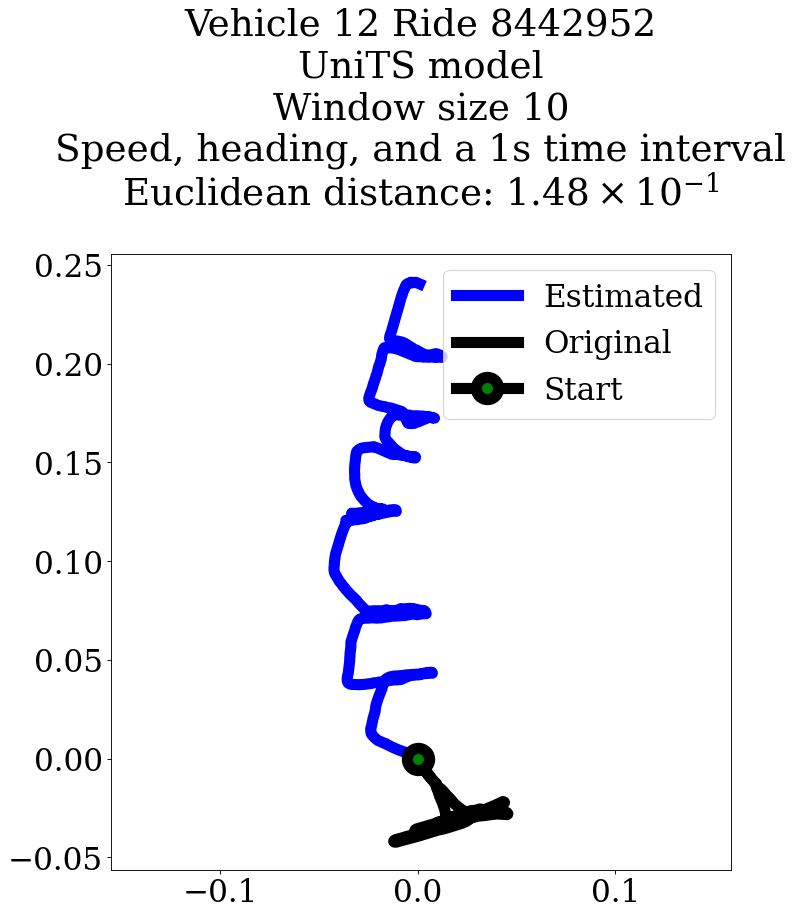 Vehicle 12 Ride 8442952
UniTS model
Window size 10
Speed, heading, and a 1s time interval
Euclidean distance: 1.48 × 10⁻¹
0.25
0.20
0.15
0.10
0.05
0.00
−0.05
Estimated
Original
Start
−0.1
0.0
0.1